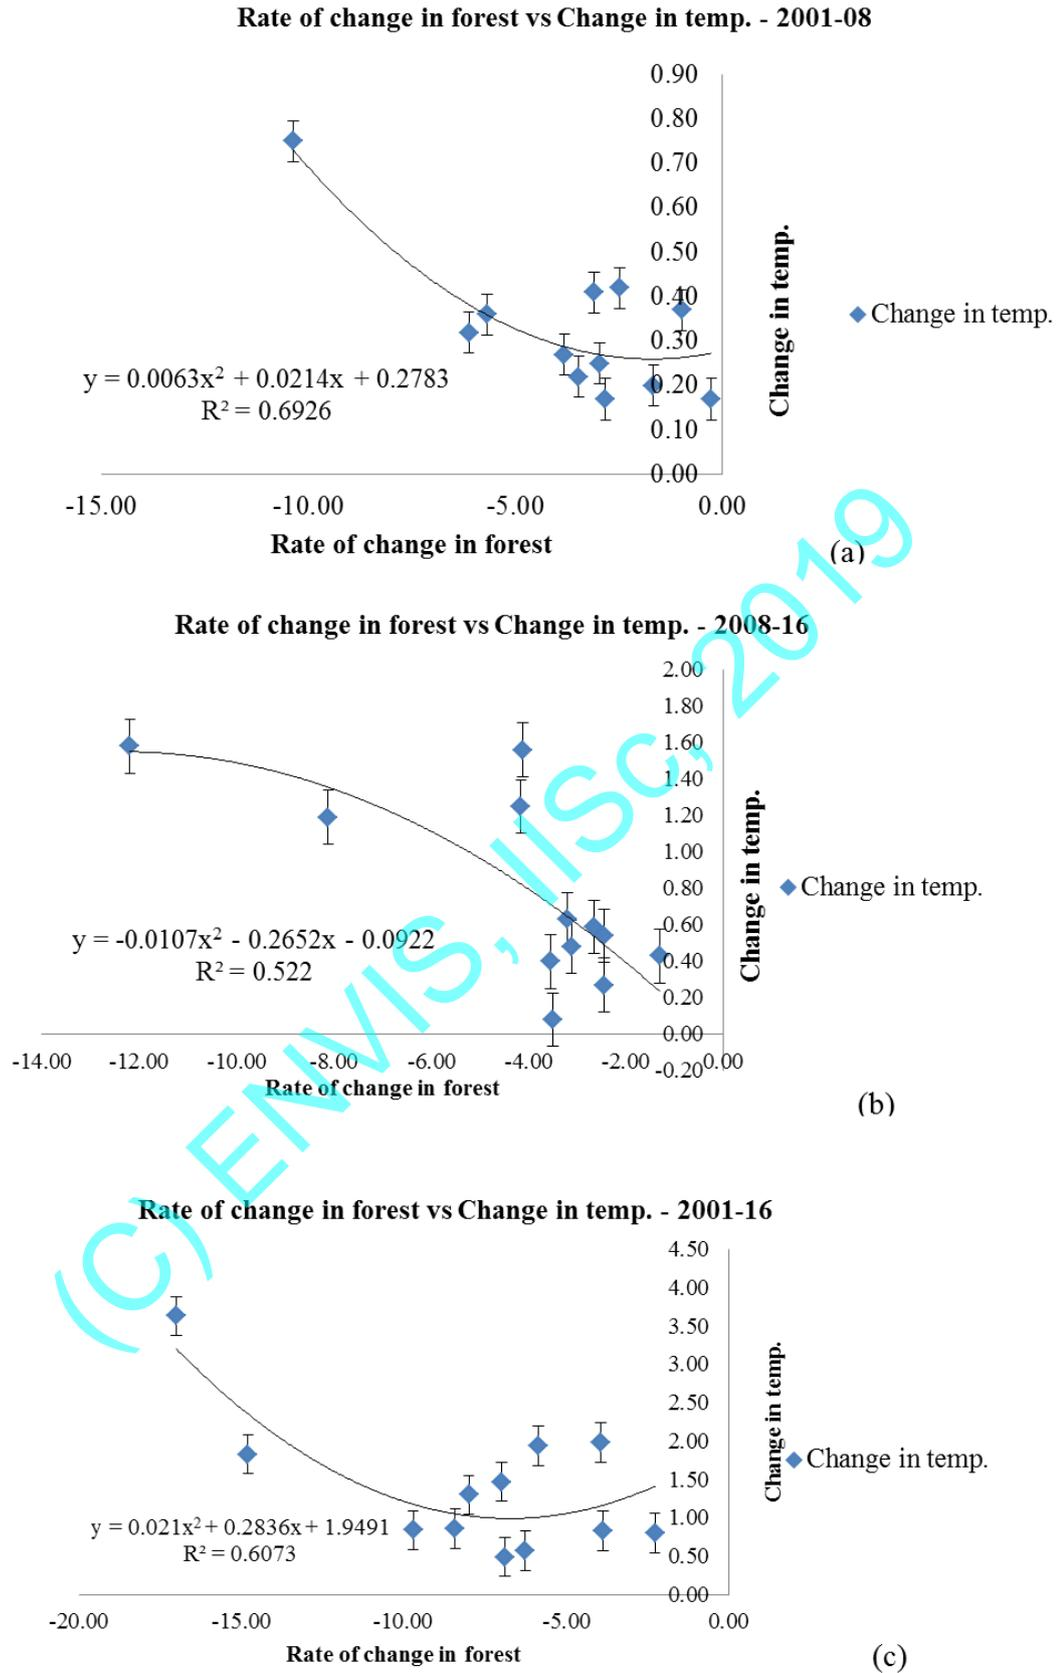 Rate of change in forest vs Change in temp. - 2001-08
0.90
0.80
0.70
0.60
0.50
0.40
0.30
0.20
0.10
0.00
Change in temp.
Change in temp.
y = 0.0063x² + 0.0214x + 0.2783
R² = 0.6926
-15.00 -10.00 -5.00 0.00
Rate of change in forest
(a)
Rate of change in forest vs Change in temp. - 2008-16
2.00
1.80
1.60
1.40
1.20
1.00
0.80
0.60
0.40
0.20
0.00
-0.20
Change in temp.
Change in temp.
y = -0.0107x² - 0.2652x - 0.0922
R² = 0.522
-14.00 -12.00 -10.00 -8.00 -6.00 -4.00 -2.00 0.00
Rate of change in forest
(b)
Rate of change in forest vs Change in temp. - 2001-16
4.50
4.00
3.50
3.00
2.50
2.00
1.50
1.00
0.50
0.00
Change in temp.
Change in temp.
y = 0.021x² + 0.2836x + 1.9491
R² = 0.6073
-20.00 -15.00 -10.00 -5.00 0.00
Rate of change in forest
(c)
(C) ENVIS, IISc, 2019